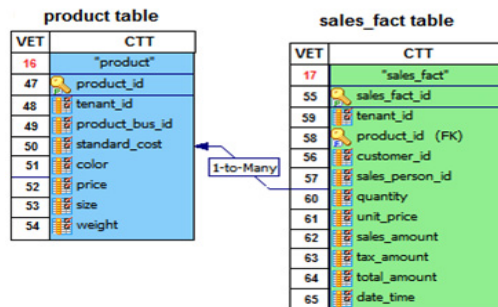 product table
VET CTT
16 "product"
47 product_id
48 tenant_id
49 product_bus_id
50 standard_cost
51 color
52 price
53 size
54 weight
1-to-Many
sales_fact table
VET CTT
17 "sales_fact"
55 sales_fact_id
59 tenant_id
58 product_id (FK)
56 customer_id
57 sales_person_id
60 quantity
61 unit_price
62 sales_amount
63 tax_amount
64 total_amount
65 date_time